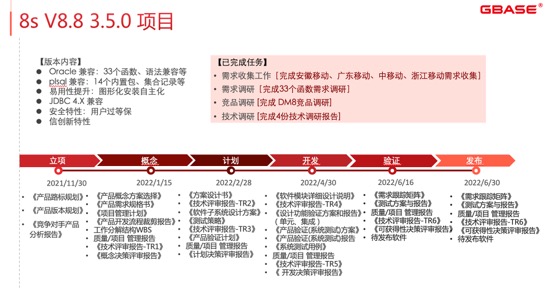 8s V8.8 3.5.0 项目
GBASE®
【版本内容】
● Oracle 兼容：33个函数、语法兼容等
● plsql 兼容：14个内置包、集合记录等
● 易用性提升：图形化安装自主化
● JDBC 4.X 兼容
● 安全特性：用户过等保
● 信创新特性
【已完成任务】
• 需求收集工作 [完成安徽移动、广东移动、中移动、浙江移动需求收集]
• 需求调研 [完成33个函数需求调研]
• 竞品调研 [完成 DM8竞品调研]
• 技术调研 [完成4份技术调研报告]
立项
概念
计划
开发
验证
发布
2021/11/30
2022/1/15
2022/2/28
2022/4/30
2022/6/16
2022/6/30
《产品路标规划》
《产品版本规划》
《竞争对手产品分析报告》
《产品概念方案选择》
《产品需求规格书》
《项目管理计划》
《产品开发流程裁剪报告》
工作分解结构WBS
质量/项目 管理报告
《技术评审报告-TR1》
《概念决策评审报告》
《方案设计书》
《技术评审报告-TR2》
《软件子系统设计方案》
《测试策略》
《技术评审报告-TR3》
《产品验证计划》
质量/项目 管理报告
《计划决策评审报告》
《软件模块详细设计说明》
《技术评审报告-TR4》
《设计功能验证方案和报告》（单元、集成）
《产品验证(系统测试)方案》
《产品验证(系统测试)报告》
《系统测试用例》
质量/项目 管理报告
《技术评审报告-TR5》
《 开发决策评审报告》
《需求跟踪矩阵》
《测试方案与报告》
质量/项目 管理报告
《技术评审报告-TR6》
《可获得性决策评审报告》
待发布软件
《需求跟踪矩阵》
《测试方案与报告》
质量/项目 管理报告
《技术评审报告-TR6》
《可获得性决策评审报告》
待发布软件